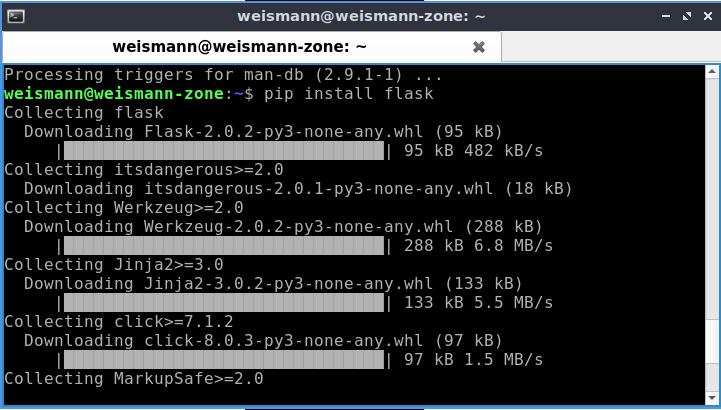 weismann@weismann-zone: ~
weismann@weismann-zone: ~
Processing triggers for man-db (2.9.1-1) ...
weismann@weismann-zone:~$ pip install flask
Collecting flask
  Downloading Flask-2.0.2-py3-none-any.whl (95 kB)
     |████████████████████████████████| 95 kB 482 kB/s
Collecting itsdangerous>=2.0
  Downloading itsdangerous-2.0.1-py3-none-any.whl (18 kB)
Collecting Werkzeug>=2.0
  Downloading Werkzeug-2.0.2-py3-none-any.whl (288 kB)
     |████████████████████████████████| 288 kB 6.8 MB/s
Collecting Jinja2>=3.0
  Downloading Jinja2-3.0.2-py3-none-any.whl (133 kB)
     |████████████████████████████████| 133 kB 5.5 MB/s
Collecting click>=7.1.2
  Downloading click-8.0.3-py3-none-any.whl (97 kB)
     |████████████████████████████████| 97 kB 1.5 MB/s
Collecting MarkupSafe>=2.0